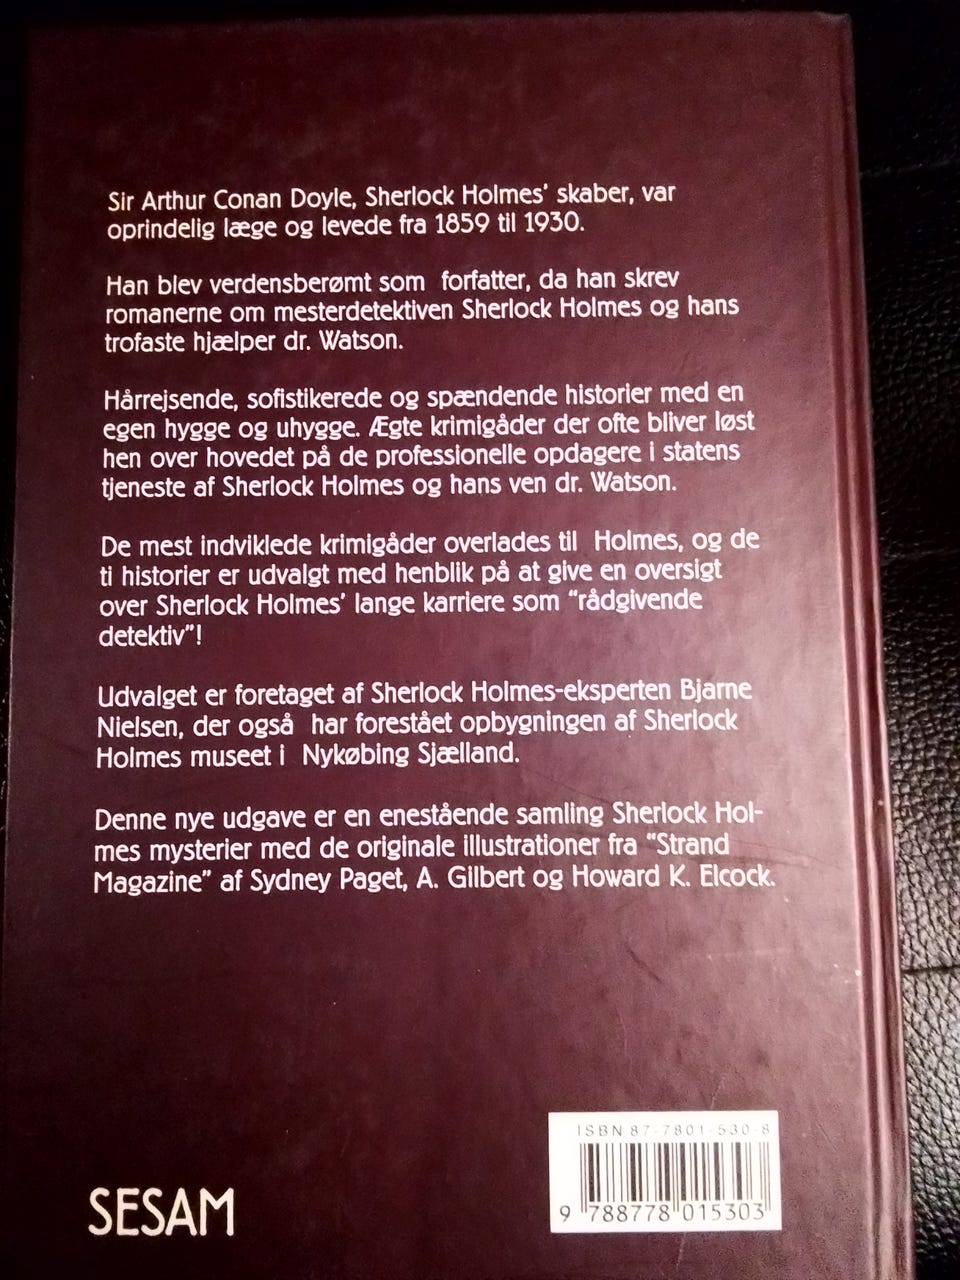 Sir Arthur Conan Doyle, Sherlock Holmes' skaber, var
oprindelig læge og levede fra 1859 til 1930.
Han blev verdensberømt som forfatter, da han skrev
romanerne om mesterdetektiven Sherlock Holmes og hans
trofaste hjælper dr. Watson.
Hårrejsende, sofistikerede og spændende historier med en
egen hygge og uhygge. Ægte krimigåder der ofte bliver løst
hen over hovedet på de professionelle opdagere i statens
tjeneste af Sherlock Holmes og hans ven dr. Watson.
De mest indviklede krimigåder overlades til Holmes, og de
ti historier er udvalgt med henblik på at give en oversigt
over Sherlock Holmes' lange karriere som "rådgivende
detektiv"!
Udvalget er foretaget af Sherlock Holmes-eksperten Bjarne
Nielsen, der også har forestået opbygningen af Sherlock
Holmes museet i Nykøbing Sjælland.
Denne nye udgave er en enestående samling Sherlock Hol-
mes mysterier med de originale illustrationer fra "Strand
Magazine" af Sydney Paget, A. Gilbert og Howard K. Elcock.
ISBN 87-7801-530-8
9 788778 015303
SESAM